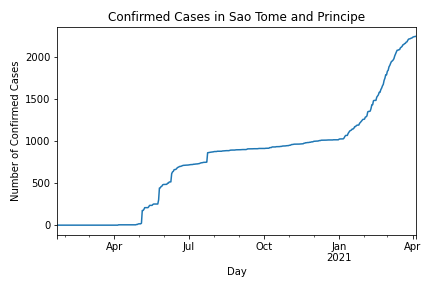 Confirmed Cases in Sao Tome and Principe
Number of Confirmed Cases
2000
1500
1000
500
0
Apr
Jul
Oct
Jan
2021
Apr
Day